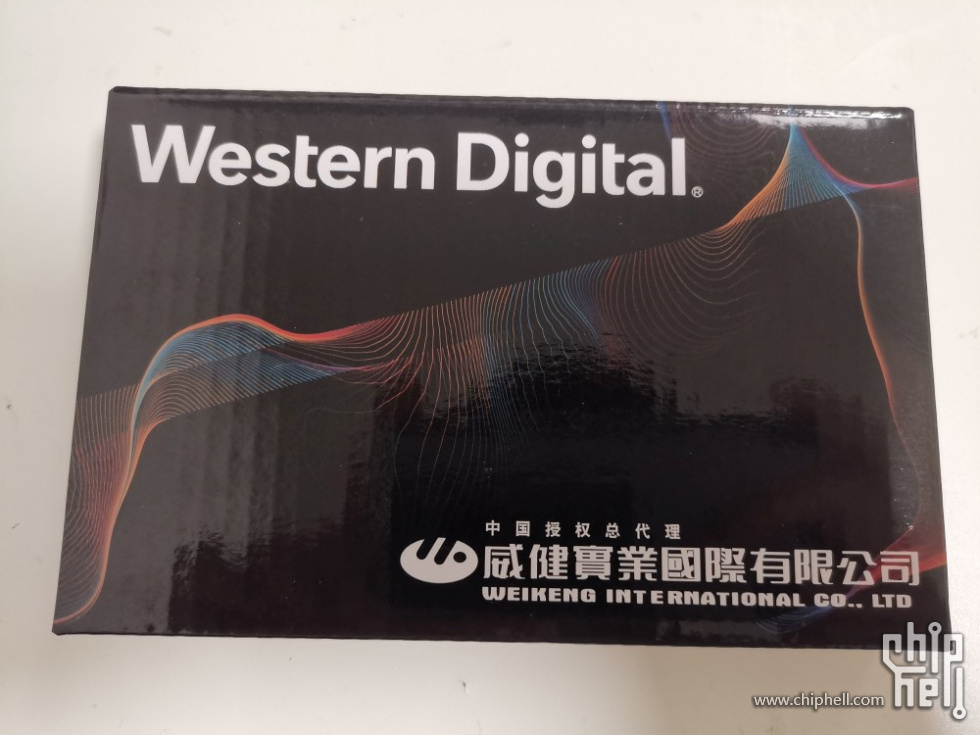 Western Digital®
中国授权总代理
威健實業國際有限公司
WEIKENG INTERNATIONAL CO., LTD
chip hell
www.chiphell.com